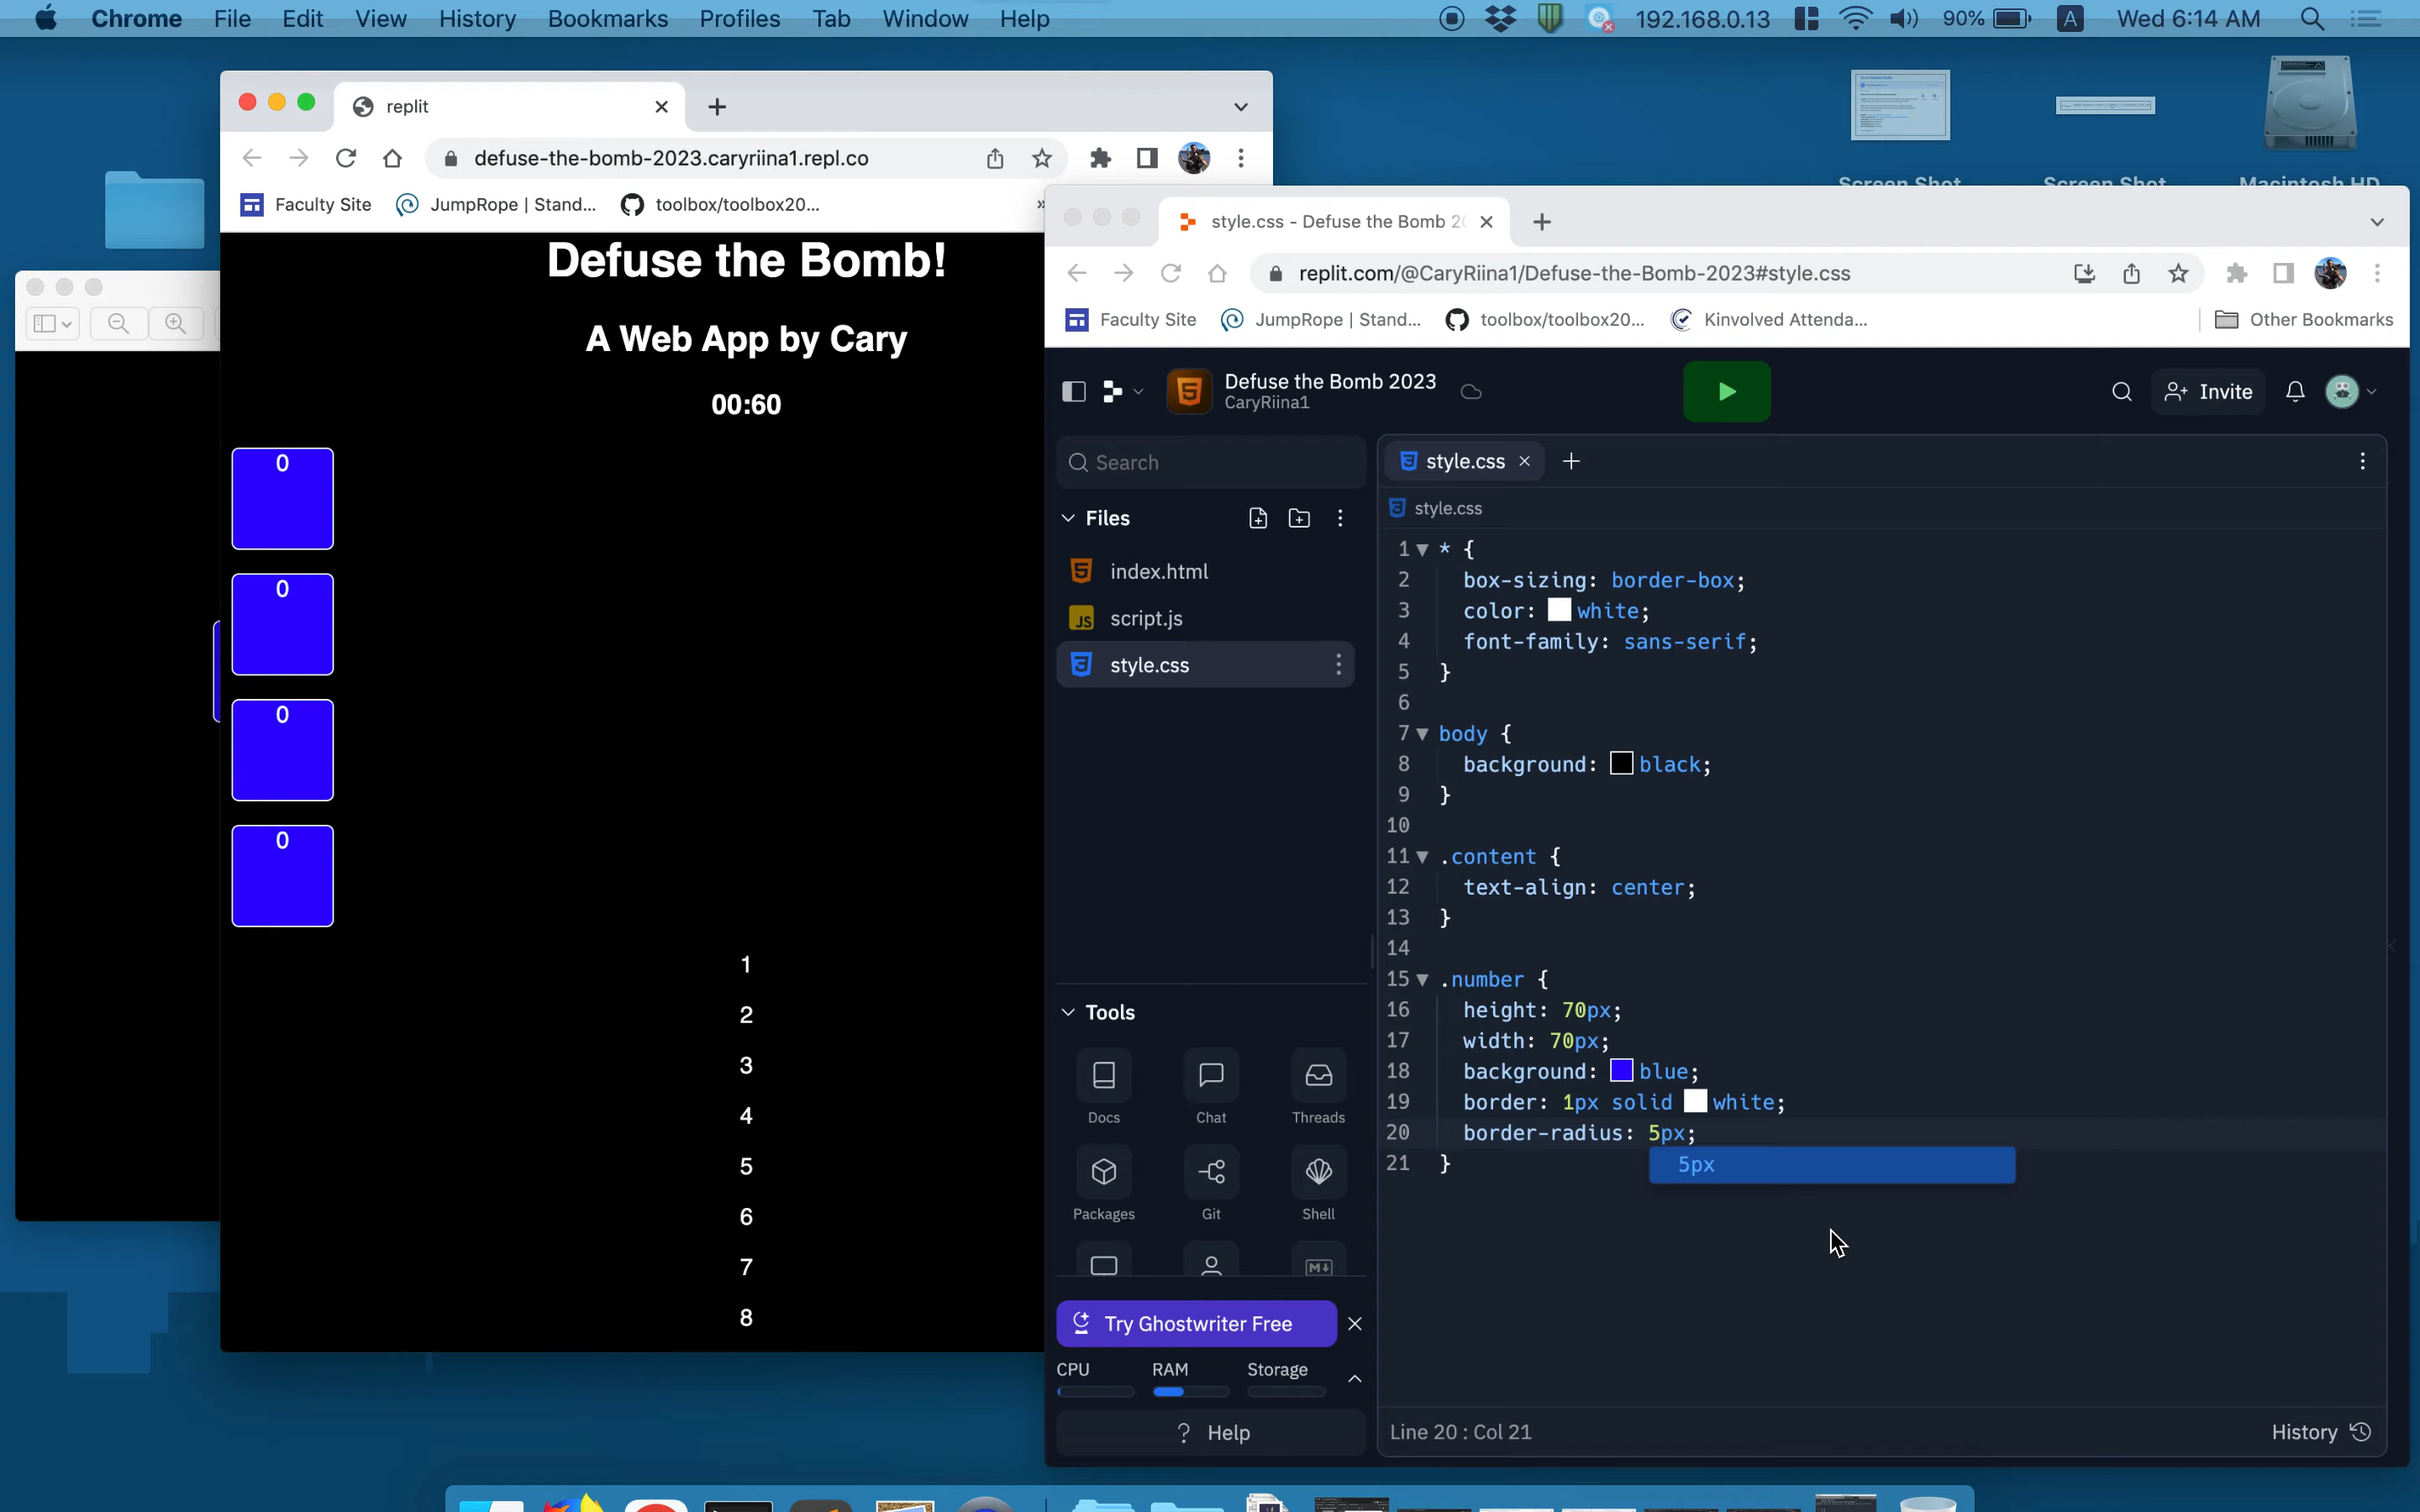 Chrome File Edit View History Bookmarks Profiles Tab Window Help 192.168.0.13 90% A Wed 6:14 AM
replit
defuse-the-bomb-2023.caryriina1.repl.co
Faculty Site JumpRope | Stand... toolbox/toolbox20... »
Defuse the Bomb!
A Web App by Cary
00:60
0
0
0
0
1
2
3
4
5
6
7
8
Macintosh HD
style.css - Defuse the Bomb 20
replit.com/@CaryRiina1/Defuse-the-Bomb-2023#style.css
Faculty Site JumpRope | Stand... toolbox/toolbox20... Kinvolved Attenda... Other Bookmarks
Defuse the Bomb 2023
CaryRiina1
Invite
Search
Files
index.html
JS script.js
style.css
Tools
Docs Chat Threads
Packages Git Shell
M
Try Ghostwriter Free
CPU RAM Storage
? Help
style.css
style.css
1 * {
2 box-sizing: border-box;
3 color: white;
4 font-family: sans-serif;
5 }
6
7 body {
8 background: black;
9 }
10
11 .content {
12 text-align: center;
13 }
14
15 .number {
16 height: 70px;
17 width: 70px;
18 background: blue;
19 border: 1px solid white;
20 border-radius: 5px;
5px
21 }
Line 20 : Col 21
History